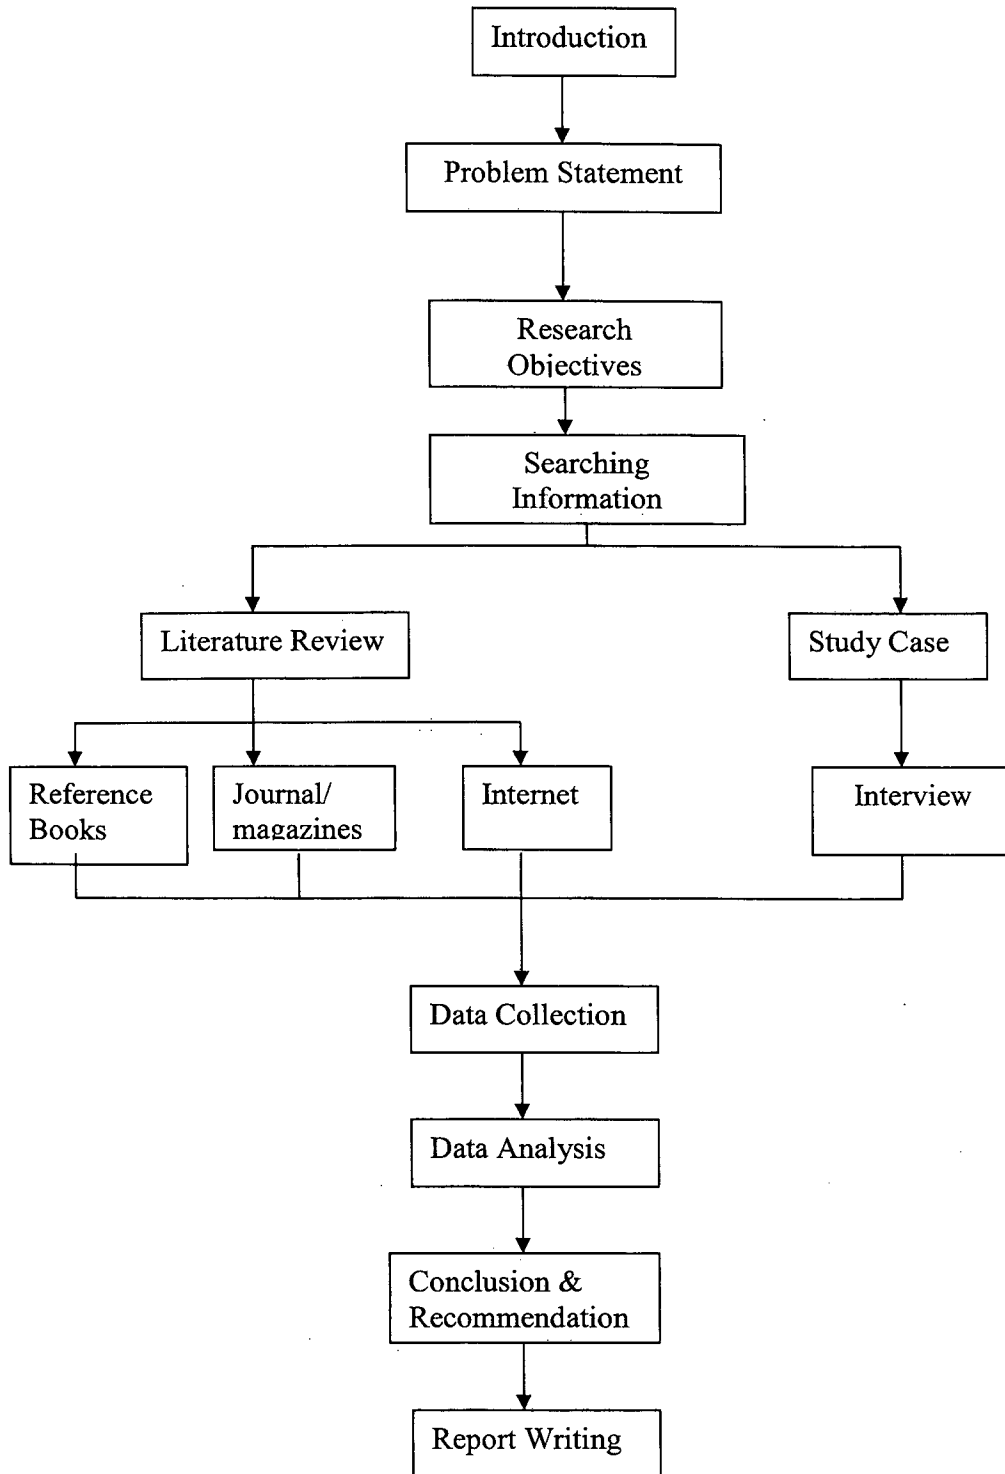 Introduction
Problem Statement
Research
Objectives
Searching
Information
Literature Review
Study Case
Reference
Books
Journal/
magazines
Internet
Interview
Data Collection
Data Analysis
Conclusion &
Recommendation
Report Writing